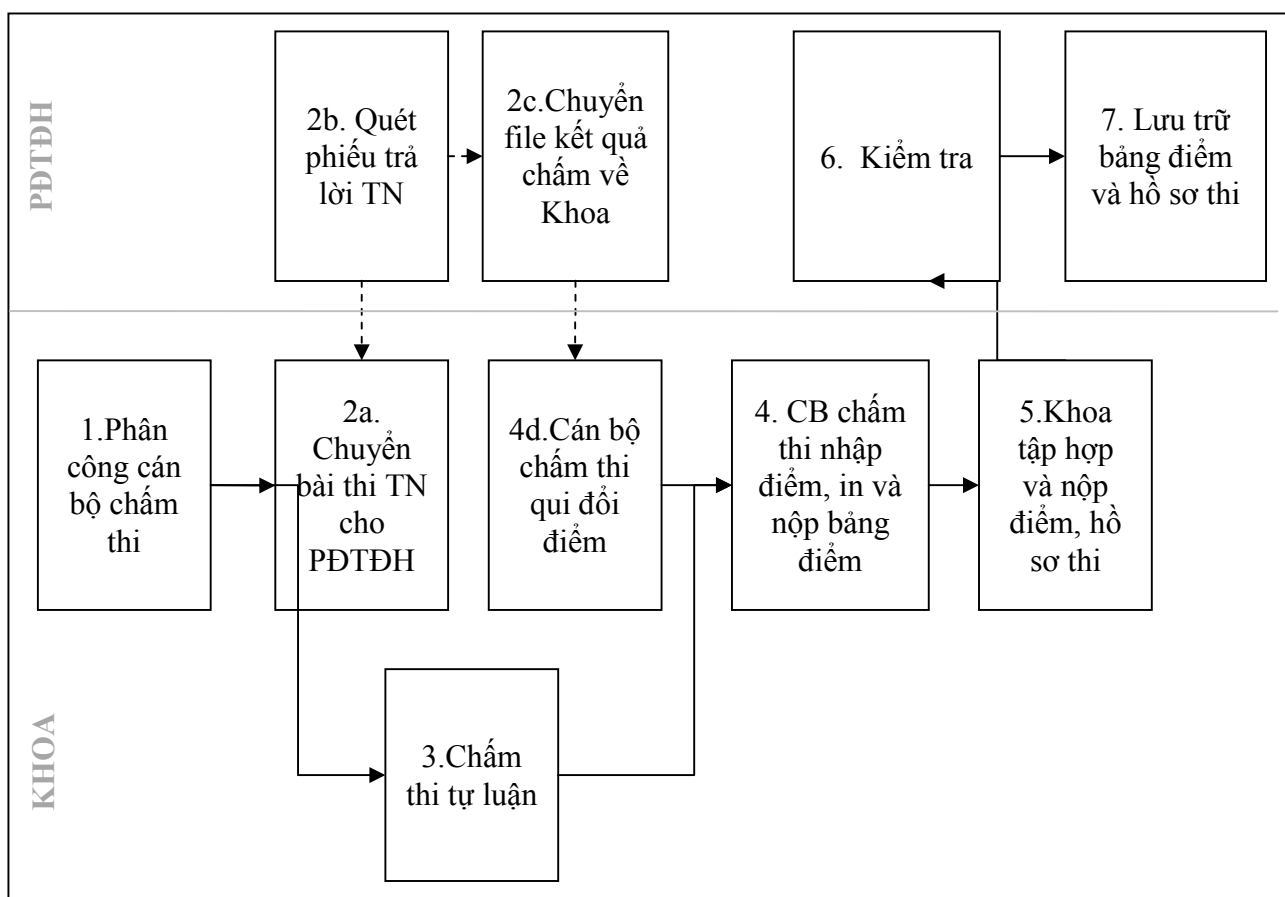 PĐTĐH
2b. Quét
phiếu trả
lời TN
2c.Chuyển
file kết quả
chấm về
Khoa
6. Kiểm tra
7. Lưu trữ
bảng điểm
và hồ sơ thi
KHOA
1.Phân
công cán
bộ chấm
thi
2a.
Chuyển
bài thi TN
cho
PĐTĐH
4d.Cán bộ
chấm thi
qui đổi
điểm
4. CB chấm
thi nhập
điểm, in và
nộp bảng
điểm
5.Khoa
tập hợp
và nộp
điểm, hồ
sơ thi
3.Chấm
thi tự luận